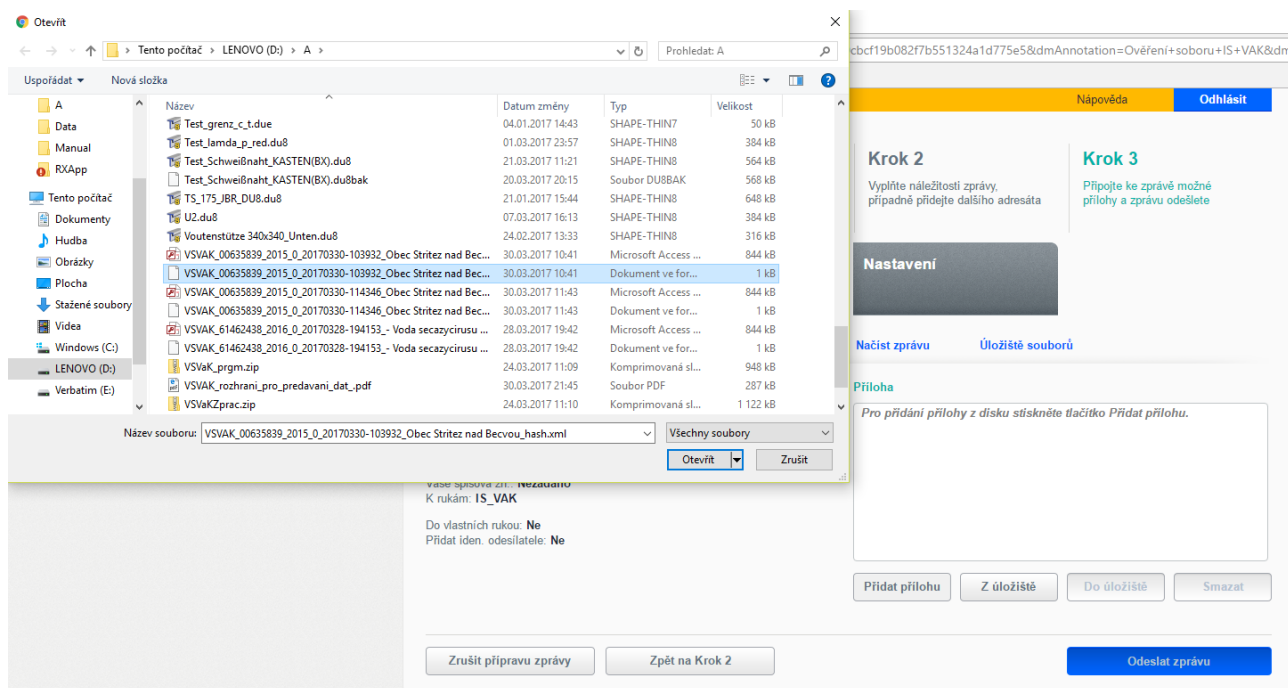 Otevřít
Tento počítač › LENOVO (D:) › A ›
Prohledat: A
Uspořádat
Nová složka
A
Data
Manual
RXApp
Tento počítač
Dokumenty
Hudba
Obrázky
Plocha
Stažené soubory
Videa
Windows (C:)
LENOVO (D:)
Verbatim (E:)
Název Datum změny Typ Velikost
Test_grenz_c_t.due 04.01.2017 14:43 SHAPE-THIN7 50 kB
Test_lamda_p_red.du8 01.03.2017 23:57 SHAPE-THIN8 384 kB
Test_Schweißnaht_KASTEN(BX).du8 21.03.2017 11:21 SHAPE-THIN8 564 kB
Test_Schweißnaht_KASTEN(BX).du8bak 20.03.2017 20:15 Soubor DU8BAK 568 kB
TS_175_JBR_DU8.du8 21.01.2017 15:44 SHAPE-THIN8 648 kB
U2.du8 07.03.2017 16:13 SHAPE-THIN8 384 kB
Voutenstütze 340x340_Unten.du8 24.02.2017 13:33 SHAPE-THIN8 316 kB
VSVAK_00635839_2015_0_20170330-103932_Obec Stritez nad Bec... 30.03.2017 10:41 Microsoft Access ... 844 kB
VSVAK_00635839_2015_0_20170330-103932_Obec Stritez nad Bec... 30.03.2017 10:41 Dokument ve for... 1 kB
VSVAK_00635839_2015_0_20170330-114346_Obec Stritez nad Bec... 30.03.2017 11:43 Microsoft Access ... 844 kB
VSVAK_00635839_2015_0_20170330-114346_Obec Stritez nad Bec... 30.03.2017 11:43 Dokument ve for... 1 kB
VSVAK_61462438_2016_0_20170328-194153_- Voda secazycirusu ... 28.03.2017 19:42 Microsoft Access ... 844 kB
VSVAK_61462438_2016_0_20170328-194153_- Voda secazycirusu ... 28.03.2017 19:42 Dokument ve for... 1 kB
VSVaK_prgm.zip 24.03.2017 11:09 Komprimovaná sl... 948 kB
VSVAK_rozhrani_pro_predavani_dat_.pdf 30.03.2017 21:45 Soubor PDF 287 kB
VSVaKZprac.zip 24.03.2017 11:10 Komprimovaná sl... 1 122 kB
Název souboru: VSVAK_00635839_2015_0_20170330-103932_Obec Stritez nad Becvou_hash.xml
Všechny soubory
Otevřít
Zrušit
cbcf19b082f7b551324a1d775e5&dmAnnotation=Ověření+soboru+IS+VAK&dm
Nápověda
Odhlásit
Krok 2
Vyplňte náležitosti zprávy,
případně přidejte dalšího adresáta
Krok 3
Připojte ke zprávě možné
přílohy a zprávu odešlete
Nastavení
Načíst zprávu
Úložiště souborů
Příloha
Pro přidání přílohy z disku stiskněte tlačítko Přidat přílohu.
Vaše spisová zn.: Nezadáno
K rukám: IS_VAK
Do vlastních rukou: Ne
Přidat iden. odesílatele: Ne
Přidat přílohu
Z úložiště
Do úložiště
Smazat
Zrušit přípravu zprávy
Zpět na Krok 2
Odeslat zprávu